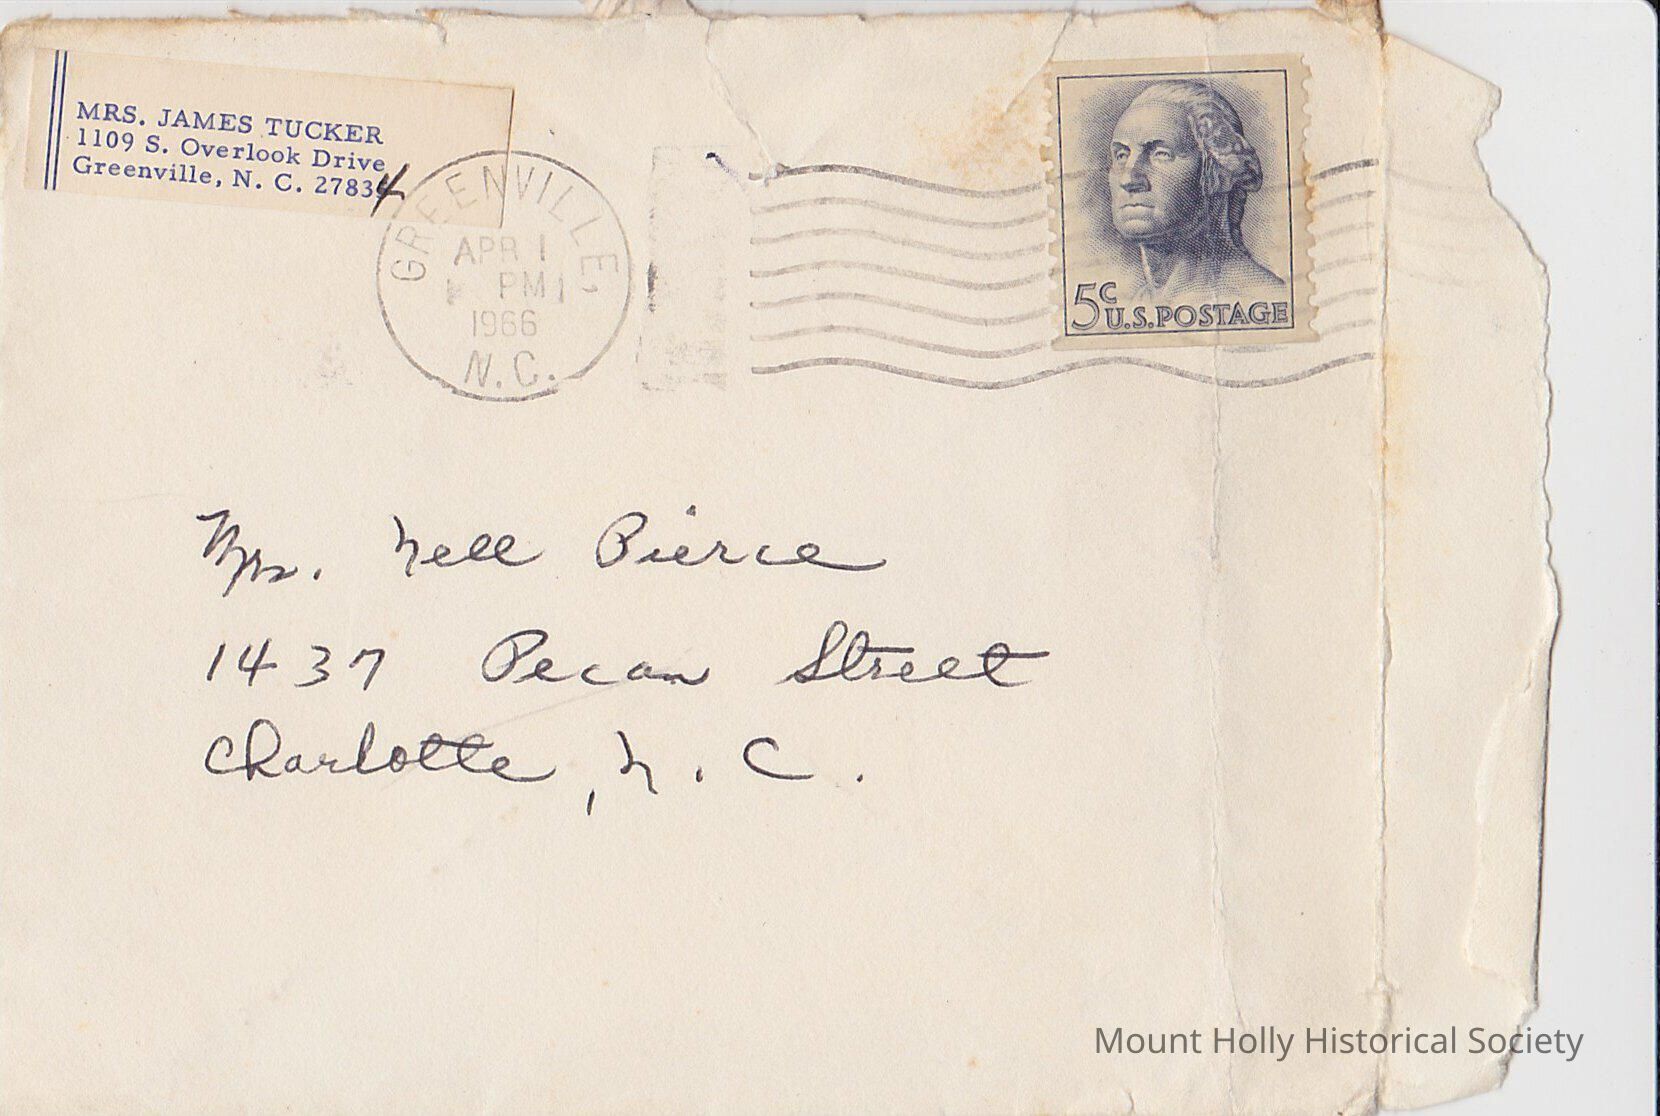 MRS. JAMES TUCKER
1109 S. Overlook Drive
Greenville, N. C. 27834
GREENVILLE,
APR 1
PM
1966
N.C.
5c
U.S. POSTAGE
Mrs. Nell Pierce
1437 Pecan Street
Charlotte, N. C.
Mount Holly Historical Society